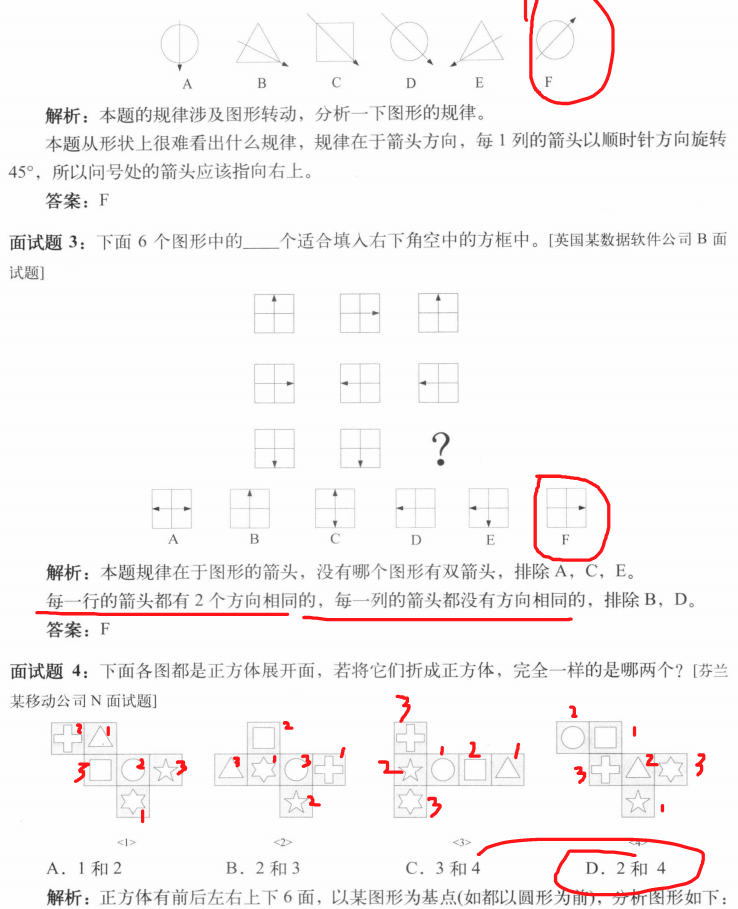 A B C D E F
解析：本题的规律涉及图形转动，分析一下图形的规律。
本题从形状上很难看出什么规律，规律在于箭头方向，每 1 列的箭头以顺时针方向旋转
45°，所以问号处的箭头应该指向右上。
答案：F
面试题 3：下面 6 个图形中的____个适合填入右下角空中的方框中。[英国某数据软件公司 B 面
试题]
?
A B C D E F
解析：本题规律在于图形的箭头，没有哪个图形有双箭头，排除 A，C，E。
每一行的箭头都有 2 个方向相同的，每一列的箭头都没有方向相同的，排除 B，D。
答案：F
面试题 4：下面各图都是正方体展开面，若将它们折成正方体，完全一样的是哪两个？[芬兰
某移动公司 N 面试题]
3
2 1 2 2
3 2 3 3 1 3 1 2 1 2 1 3 2 3
1 2 3 1
<1> <2> <3> <4>
A．1 和 2 B．2 和 3 C．3 和 4 D．2 和 4
解析：正方体有前后左右上下 6 面，以某图形为基点(如都以圆形为前)，分析图形如下：